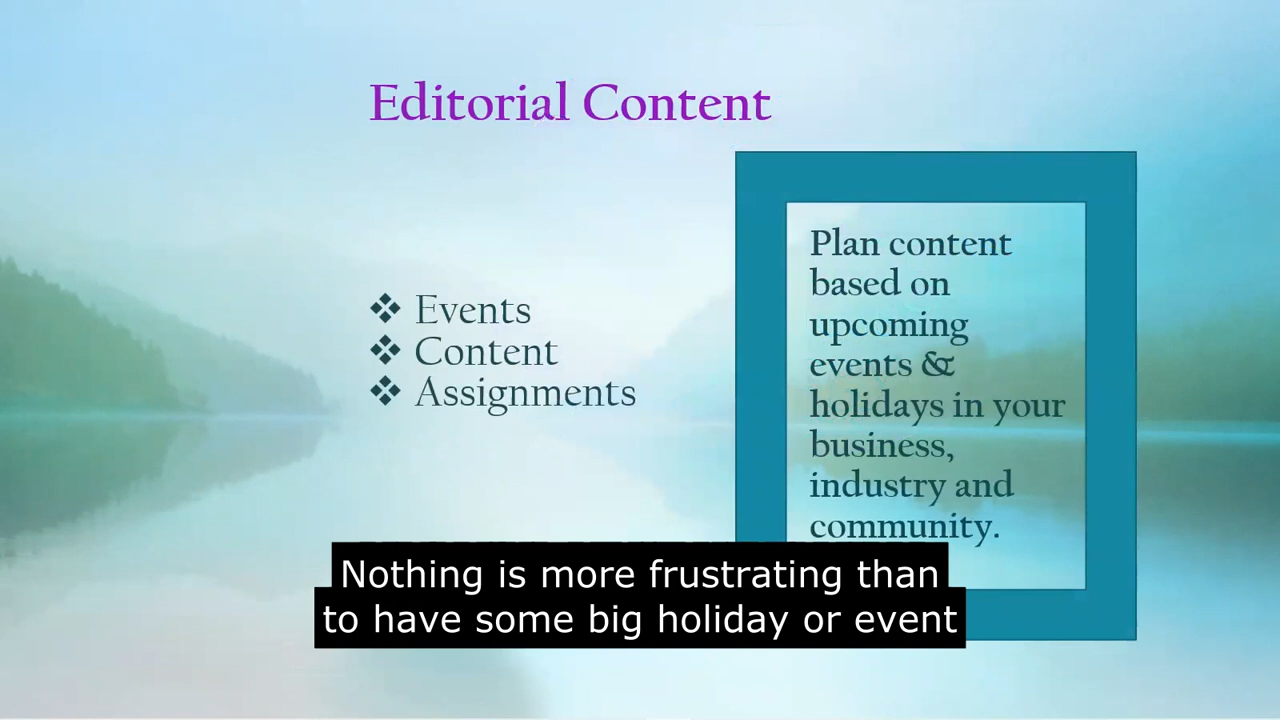 Editorial Content
❖ Events
❖ Content
❖ Assignments
Plan content
based on
upcoming
events &
holidays in your
business,
industry and
community.
Nothing is more frustrating than
to have some big holiday or event